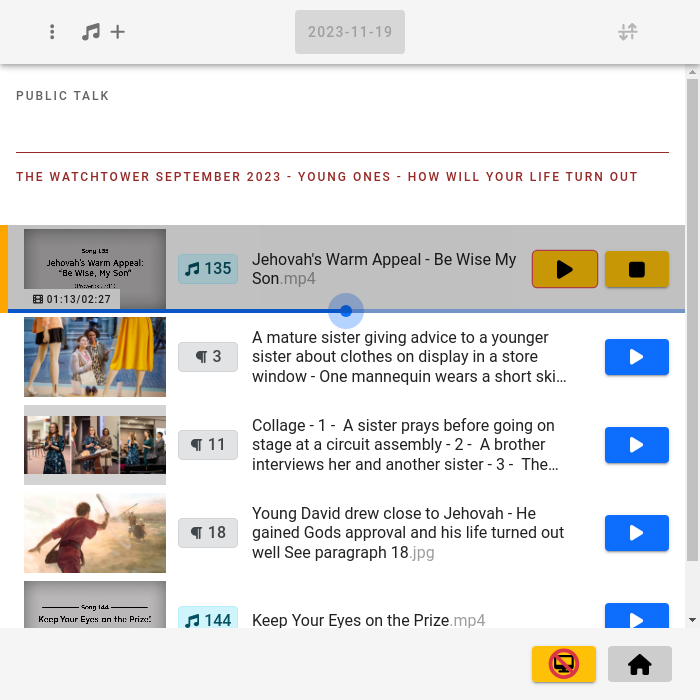 2023-11-19
PUBLIC TALK
THE WATCHTOWER SEPTEMBER 2023 - YOUNG ONES - HOW WILL YOUR LIFE TURN OUT
Song 135
Jehovah's Warm Appeal:
"Be Wise, My Son"
01:13/02:27
135
Jehovah's Warm Appeal - Be Wise My
Son.mp4
¶ 3
A mature sister giving advice to a younger
sister about clothes on display in a store
window - One mannequin wears a short ski…
¶ 11
Collage - 1 - A sister prays before going on
stage at a circuit assembly - 2 - A brother
interviews her and another sister - 3 - The…
¶ 18
Young David drew close to Jehovah - He
gained Gods approval and his life turned out
well See paragraph 18.jpg
Song 144
Keep Your Eyes on the Prize!
144
Keep Your Eyes on the Prize.mp4